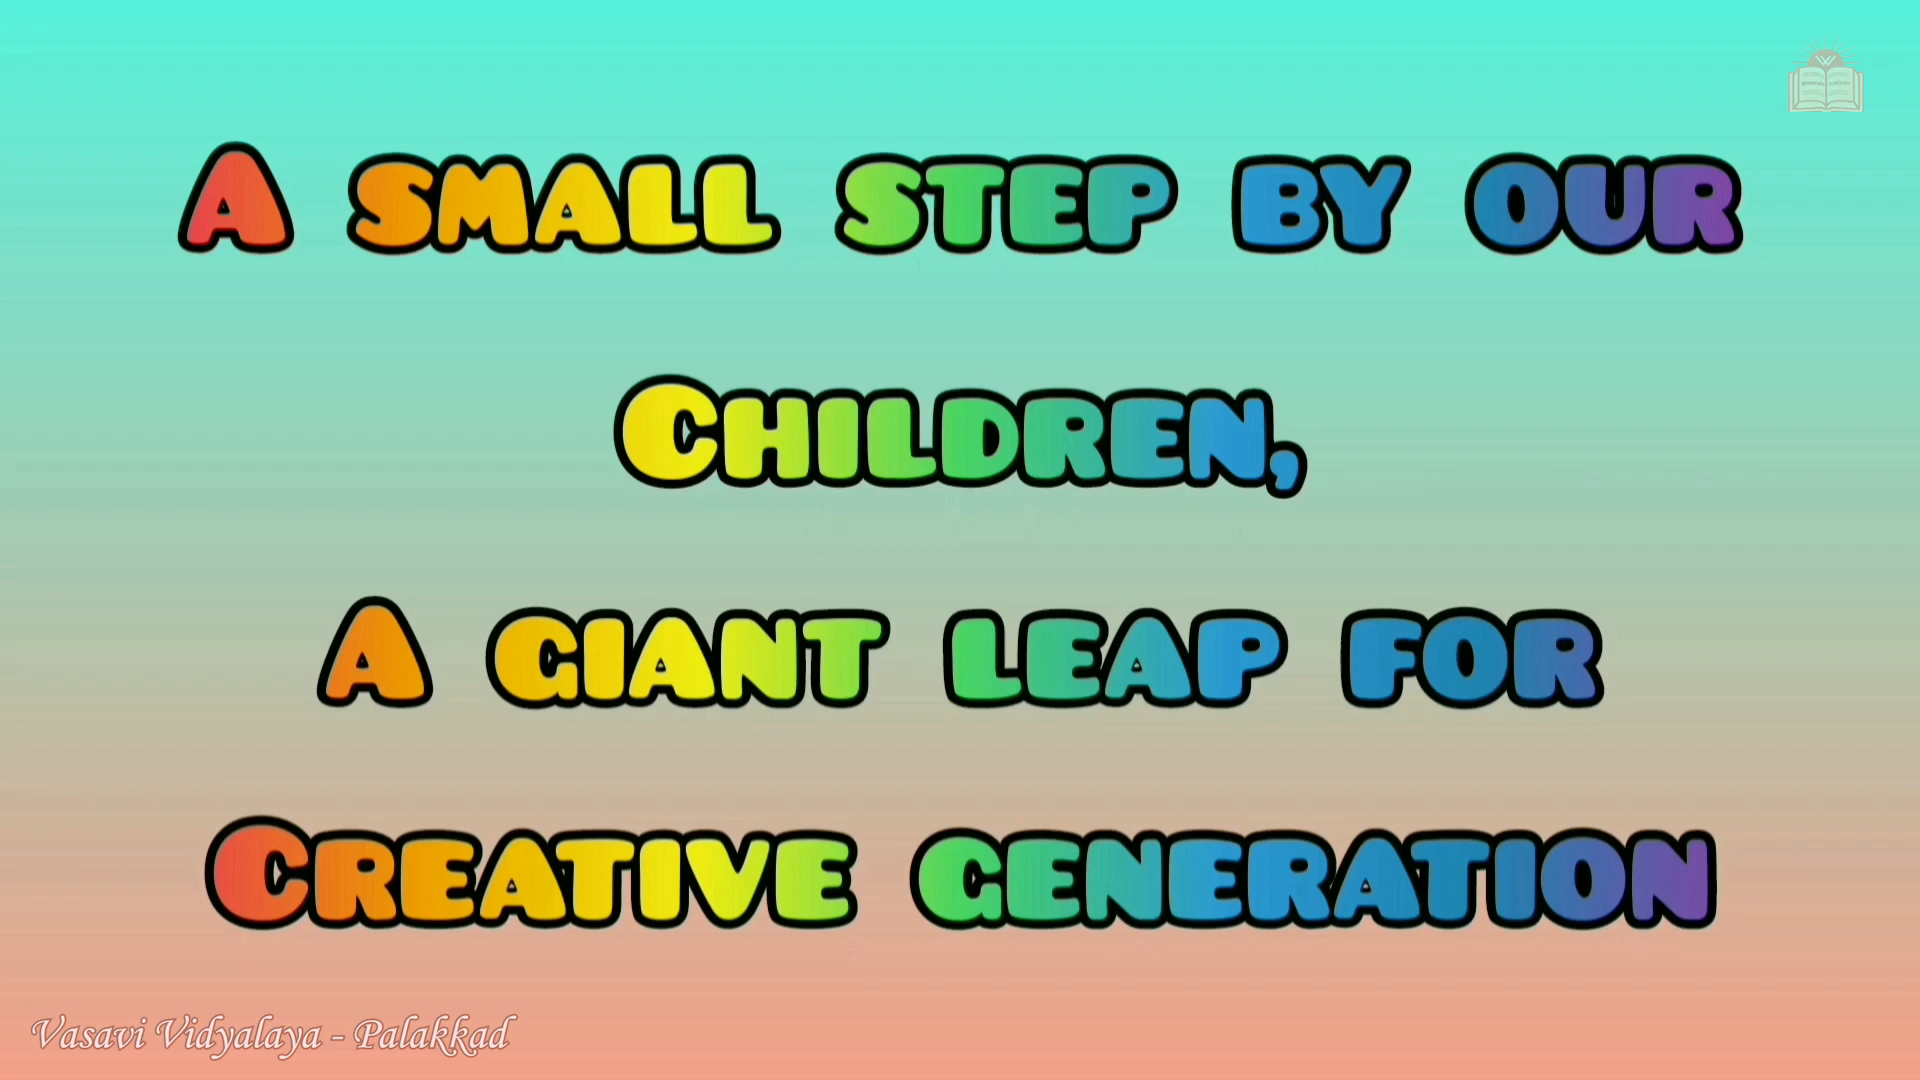 A small step by our
Children,
A giant leap for
Creative generation
Vasavi Vidyalaya - Palakkad